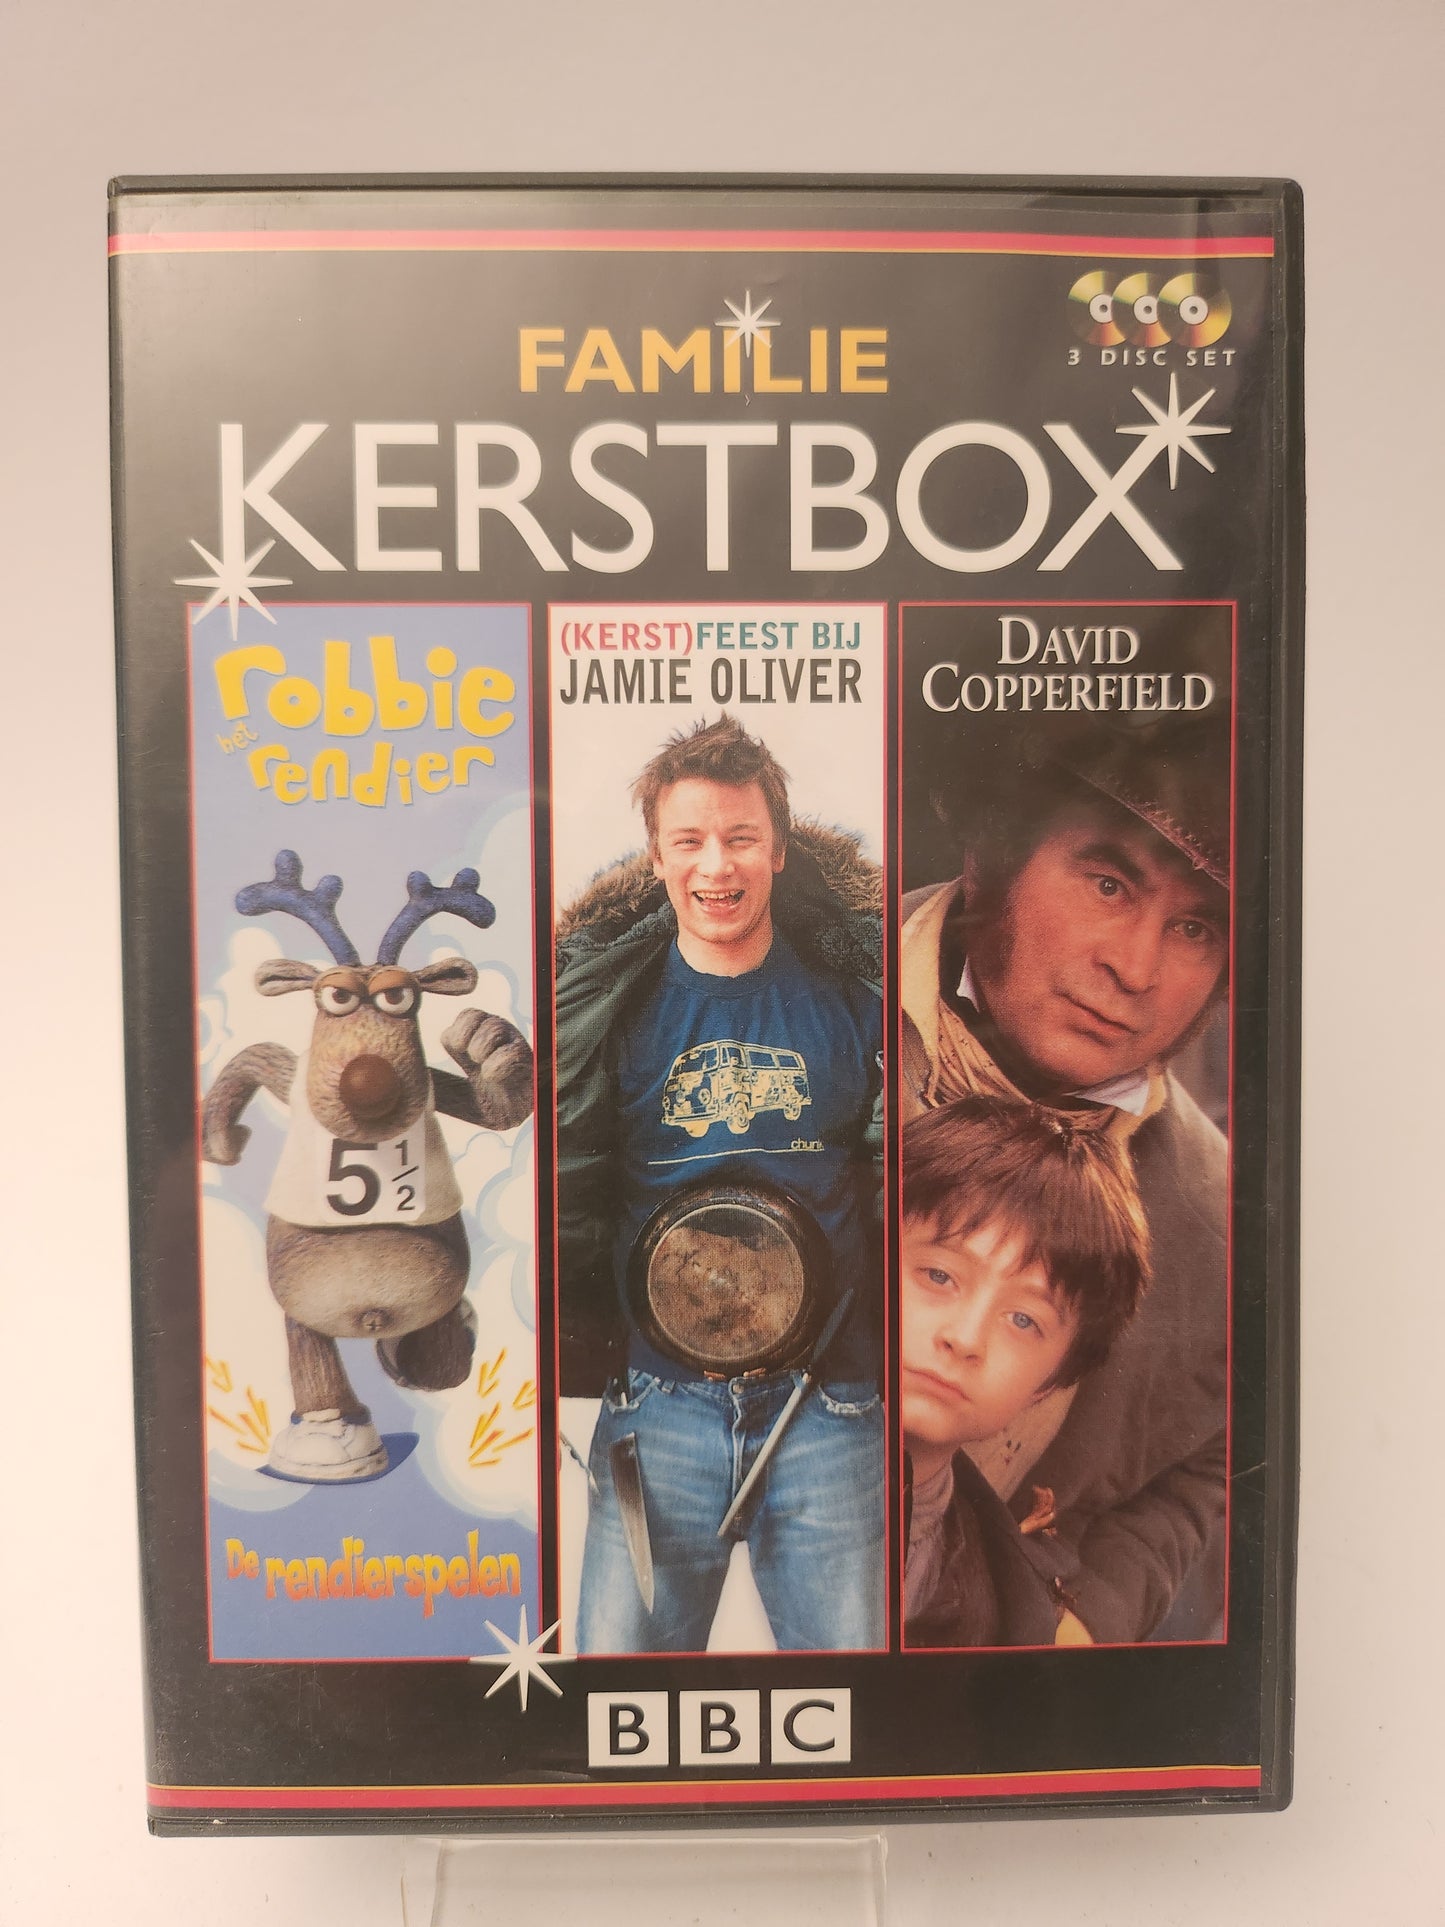 3 DISC SET
FAMILIE
KERSTBOX
robbie
het
rendier
5 1/2
De rendierspelen
(KERST)FEEST BIJ
JAMIE OLIVER
chunk
DAVID
COPPERFIELD
BBC